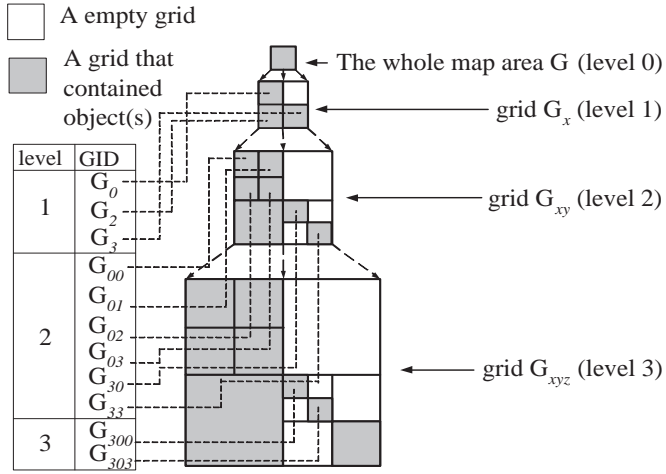 A empty grid
A grid that
contained
object(s)
The whole map area G (level 0)
grid Gx (level 1)
grid Gxy (level 2)
grid Gxyz (level 3)
level GID
1
G0
G2
G3
2
G00
G01
G02
G03
G30
G33
3
G300
G303